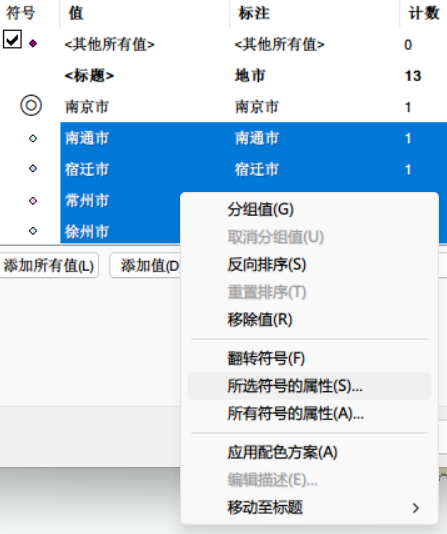 符号 值 标注 计数
<其他所有值> <其他所有值> 0
<标题> 地市 13
南京市 南京市 1
南通市 南通市 1
宿迁市 宿迁市 1
常州市
徐州市
添加所有值(L) 添加值(D
分组值(G)
取消分组值(U)
反向排序(S)
重置排序(T)
移除值(R)
翻转符号(F)
所选符号的属性(S)...
所有符号的属性(A)...
应用配色方案(A)
编辑描述(E)...
移动至标题